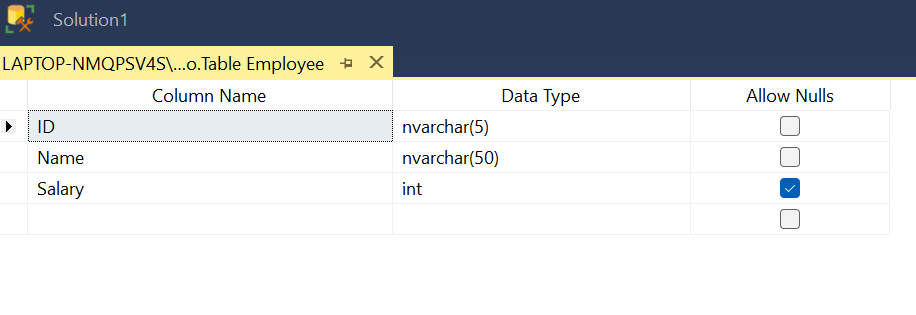 Solution1
LAPTOP-NMQPSV4S\...o.Table Employee
Column Name Data Type Allow Nulls
ID nvarchar(5)
Name nvarchar(50)
Salary int